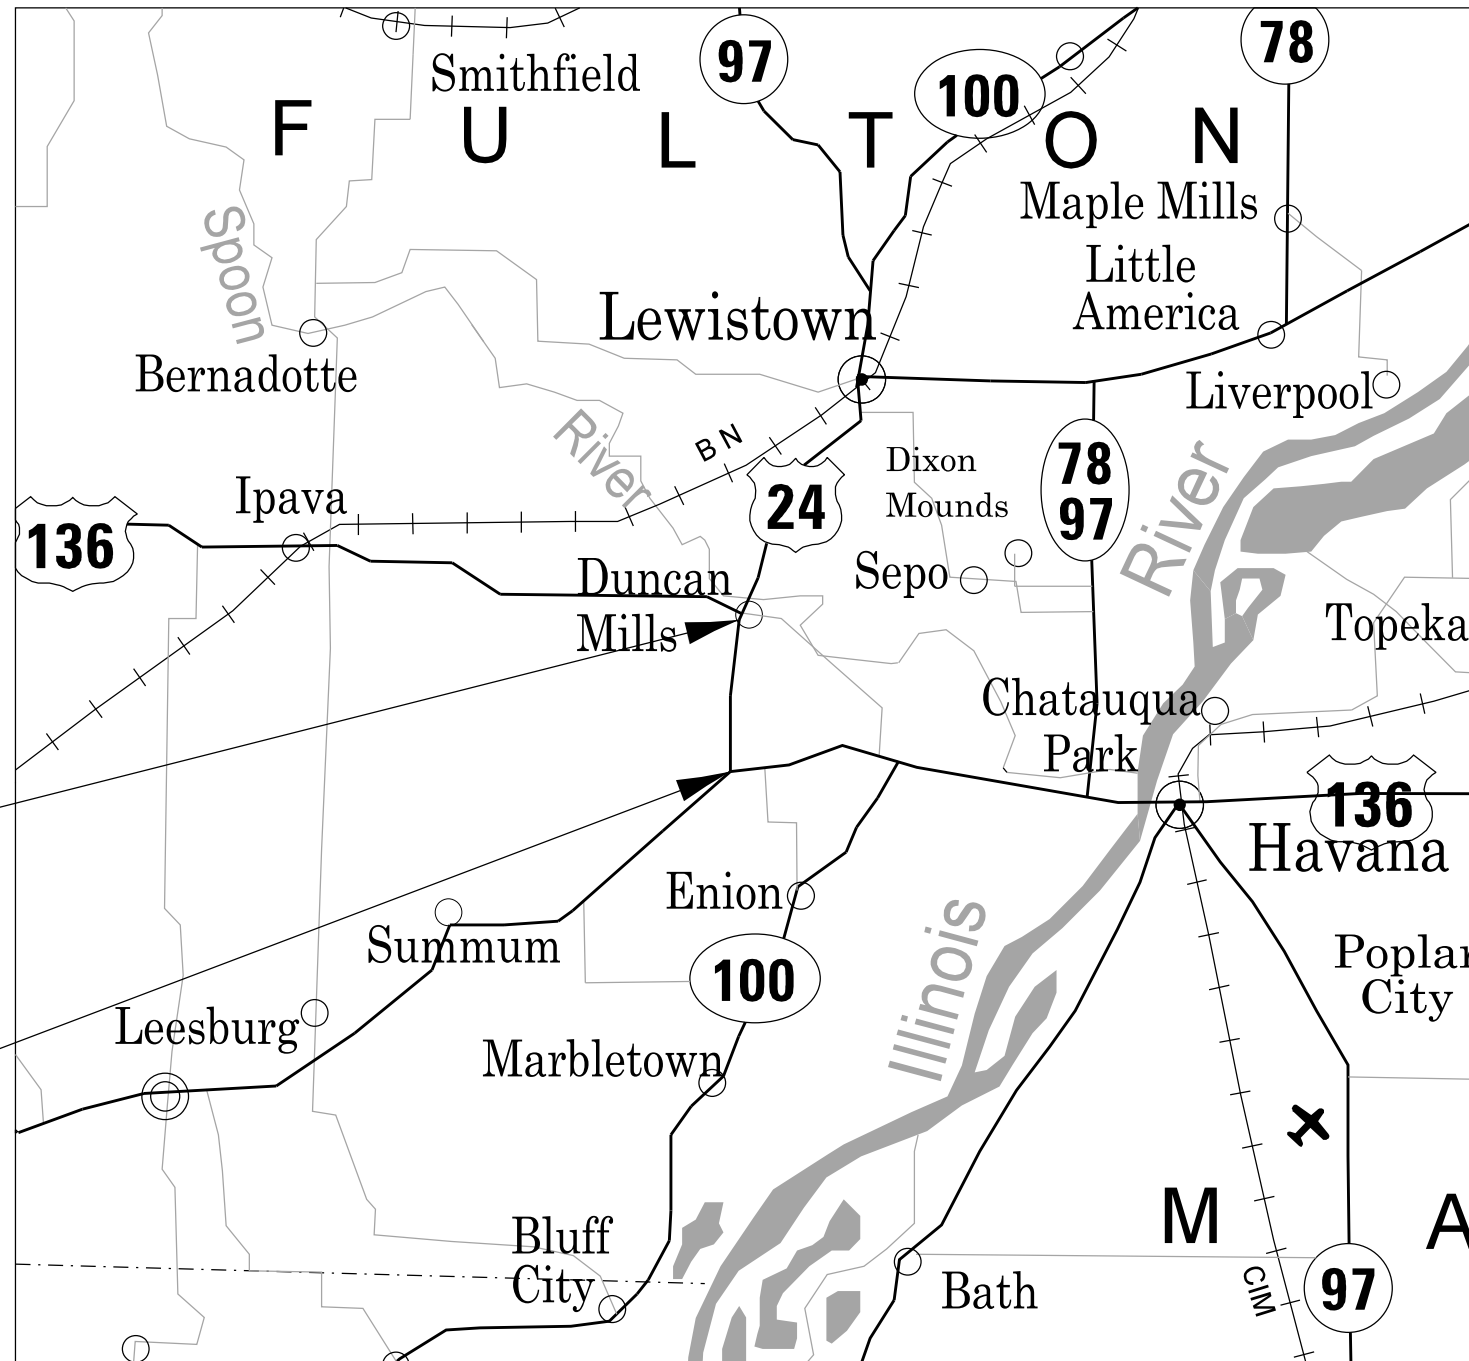 Smithfield
97
100
78
F U L T O N
Maple Mills
Spoon
Little
America
Lewistown
Bernadotte
Liverpool
River
B N
Dixon
Mounds
78
97
River
Ipava
136
24
Sepo
Duncan
Mills
Topeka
Chatauqua
Park
136
Havana
Enion
Summum
Illinois
Poplar
City
100
Leesburg
Marbletown
M A
Bluff
City
Bath
CIM
97